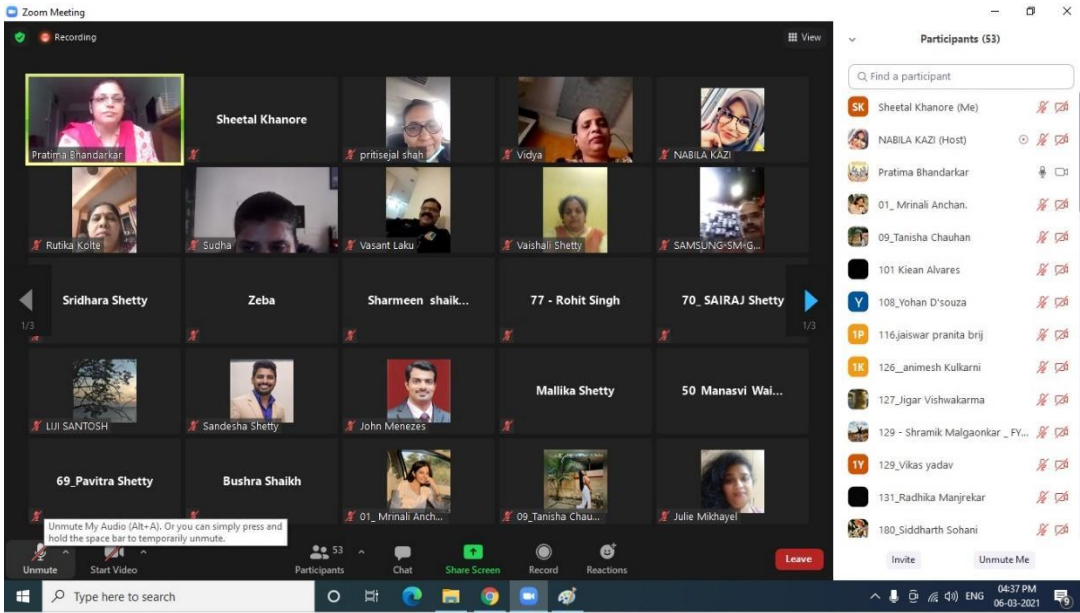 Zoom Meeting
Recording
View
Pratima Bhandarkar
Sheetal Khanore
pritisejal shah
Vidya
NABILA KAZI
Rutika Kolte
Sudha
Vasant Laku
Vaishali Shetty
SAMSUNG-SM-G...
Sridhara Shetty
Zeba
Sharmeen shaik...
77 - Rohit Singh
70_ SAIRAJ Shetty
1/3
1/3
LIJI SANTOSH
Sandesha Shetty
John Menezes
Mallika Shetty
50 Manasvi Wai...
69_Pavitra Shetty
Bushra Shaikh
01_ Mrinali Anch...
09_Tanisha Chau...
Julie Mikhayel
Unmute My Audio (Alt+A). Or you can simply press and
hold the space bar to temporarily unmute.
Unmute
Start Video
53
Participants
Chat
Share Screen
Record
Reactions
Leave
Participants (53)
Find a participant
SK Sheetal Khanore (Me)
NABILA KAZI (Host)
Pratima Bhandarkar
01_ Mrinali Anchan.
09_Tanisha Chauhan
101 Kiean Alvares
Y 108_Yohan D'souza
1P 116,jaiswar pranita brij
1K 126__animesh Kulkarni
127_Jigar Vishwakarma
129 - Shramik Malgaonkar _ FY...
1Y 129_Vikas yadav
131_Radhika Manjrekar
180_Siddharth Sohani
Invite
Unmute Me
Type here to search
ENG
04:37 PM
06-03-2021
9